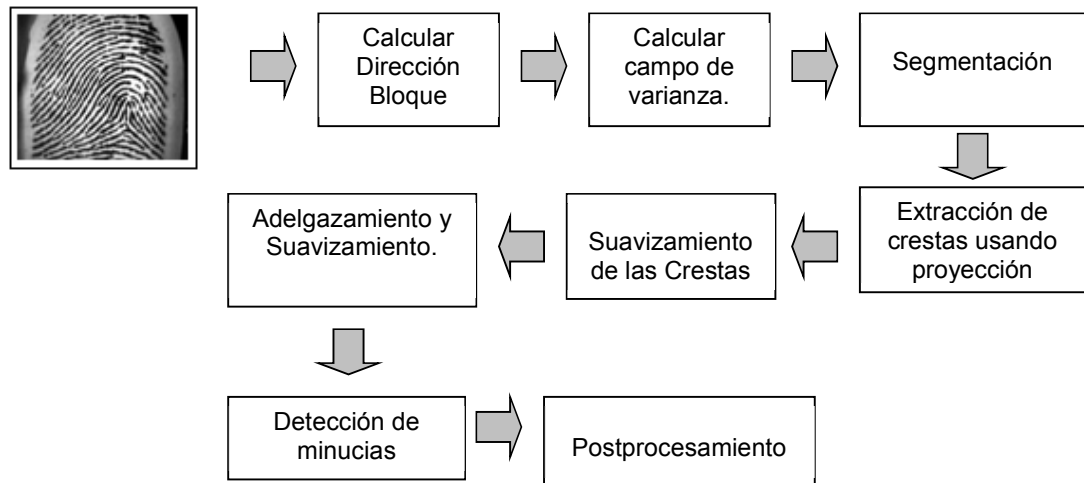 Calcular
Dirección
Bloque
Calcular
campo de
varianza.
Segmentación
Extracción de
crestas usando
proyección
Suavizamiento
de las Crestas
Adelgazamiento y
Suavizamiento.
Detección de
minucias
Postprocesamiento